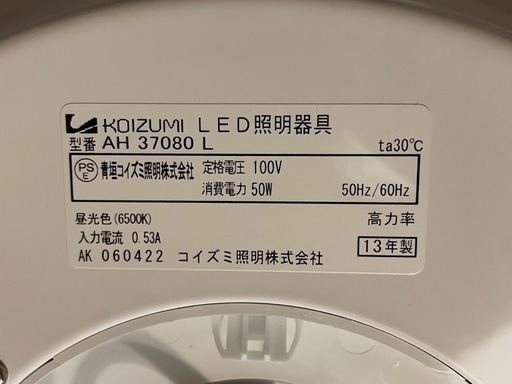 KOIZUMI LED照明器具
型番 AH 37080 L ta30℃
PS E 青垣コイズミ照明株式会社 定格電圧 100V
消費電力 50W 50Hz/60Hz
昼光色(6500K) 高力率
入力電流 0.53A 13年製
AK 060422 コイズミ照明株式会社